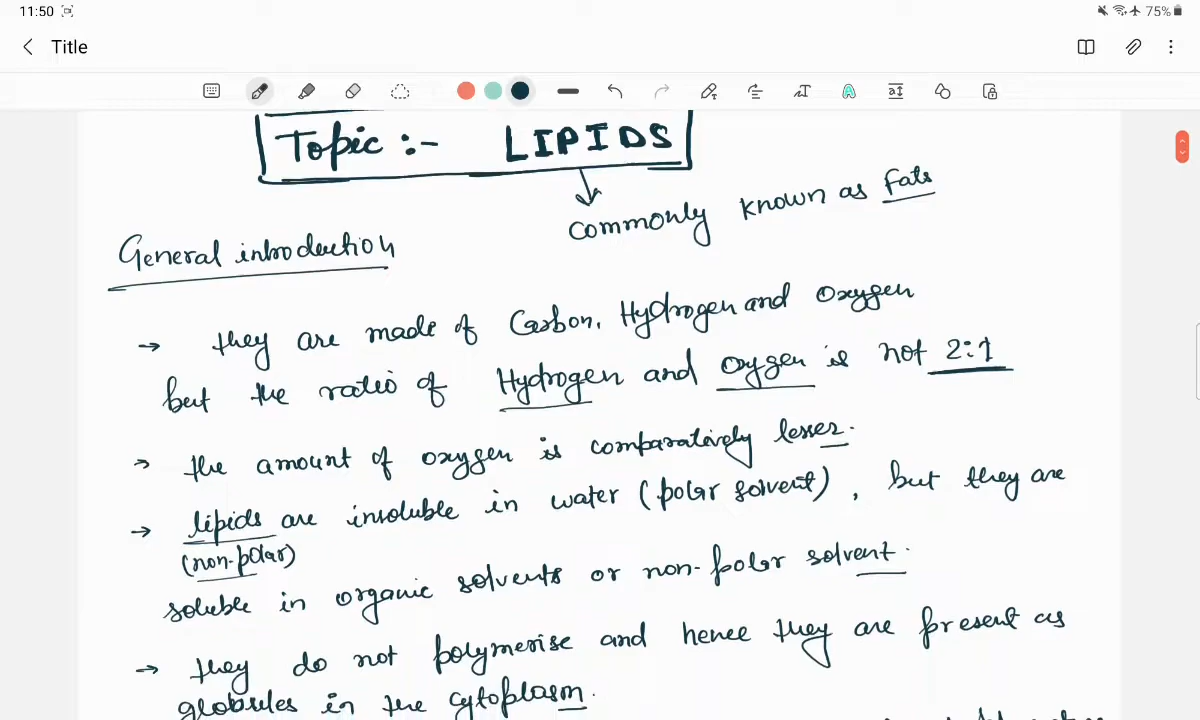 11:50
75%
Title
Topic :- LIPIDS
commonly known as fats
General introduction
→ they are made of Carbon, Hydrogen and Oxygen
but the ratio of Hydrogen and oxygen is not 2:1
→ the amount of oxygen is comparatively lesser.
→ lipids are insoluble in water (polar solvent), but they are
(non-polar)
soluble in organic solvents or non-polar solvent.
→ they do not polymerise and hence they are present as
globules in the cytoplasm.